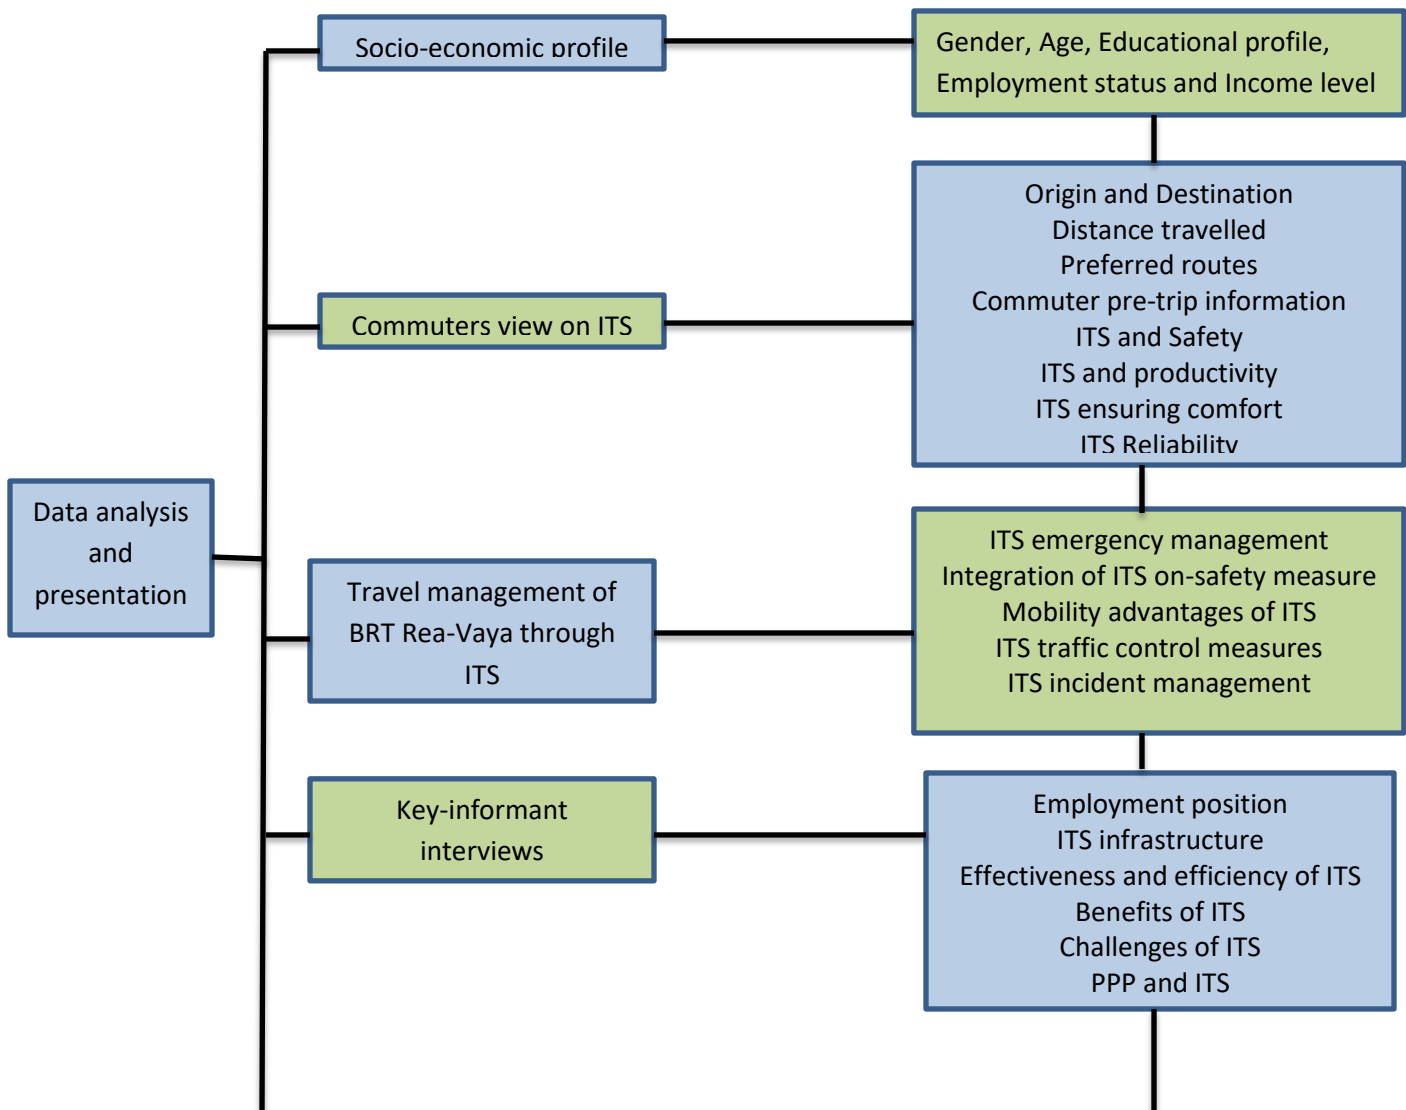 Socio-economic profile
Gender, Age, Educational profile,
Employment status and Income level
Origin and Destination
Distance travelled
Preferred routes
Commuter pre-trip information
ITS and Safety
ITS and productivity
ITS ensuring comfort
ITS Reliability
Commuters view on ITS
Data analysis
and
presentation
ITS emergency management
Integration of ITS on-safety measure
Mobility advantages of ITS
ITS traffic control measures
ITS incident management
Travel management of
BRT Rea-Vaya through
ITS
Key-informant
interviews
Employment position
ITS infrastructure
Effectiveness and efficiency of ITS
Benefits of ITS
Challenges of ITS
PPP and ITS